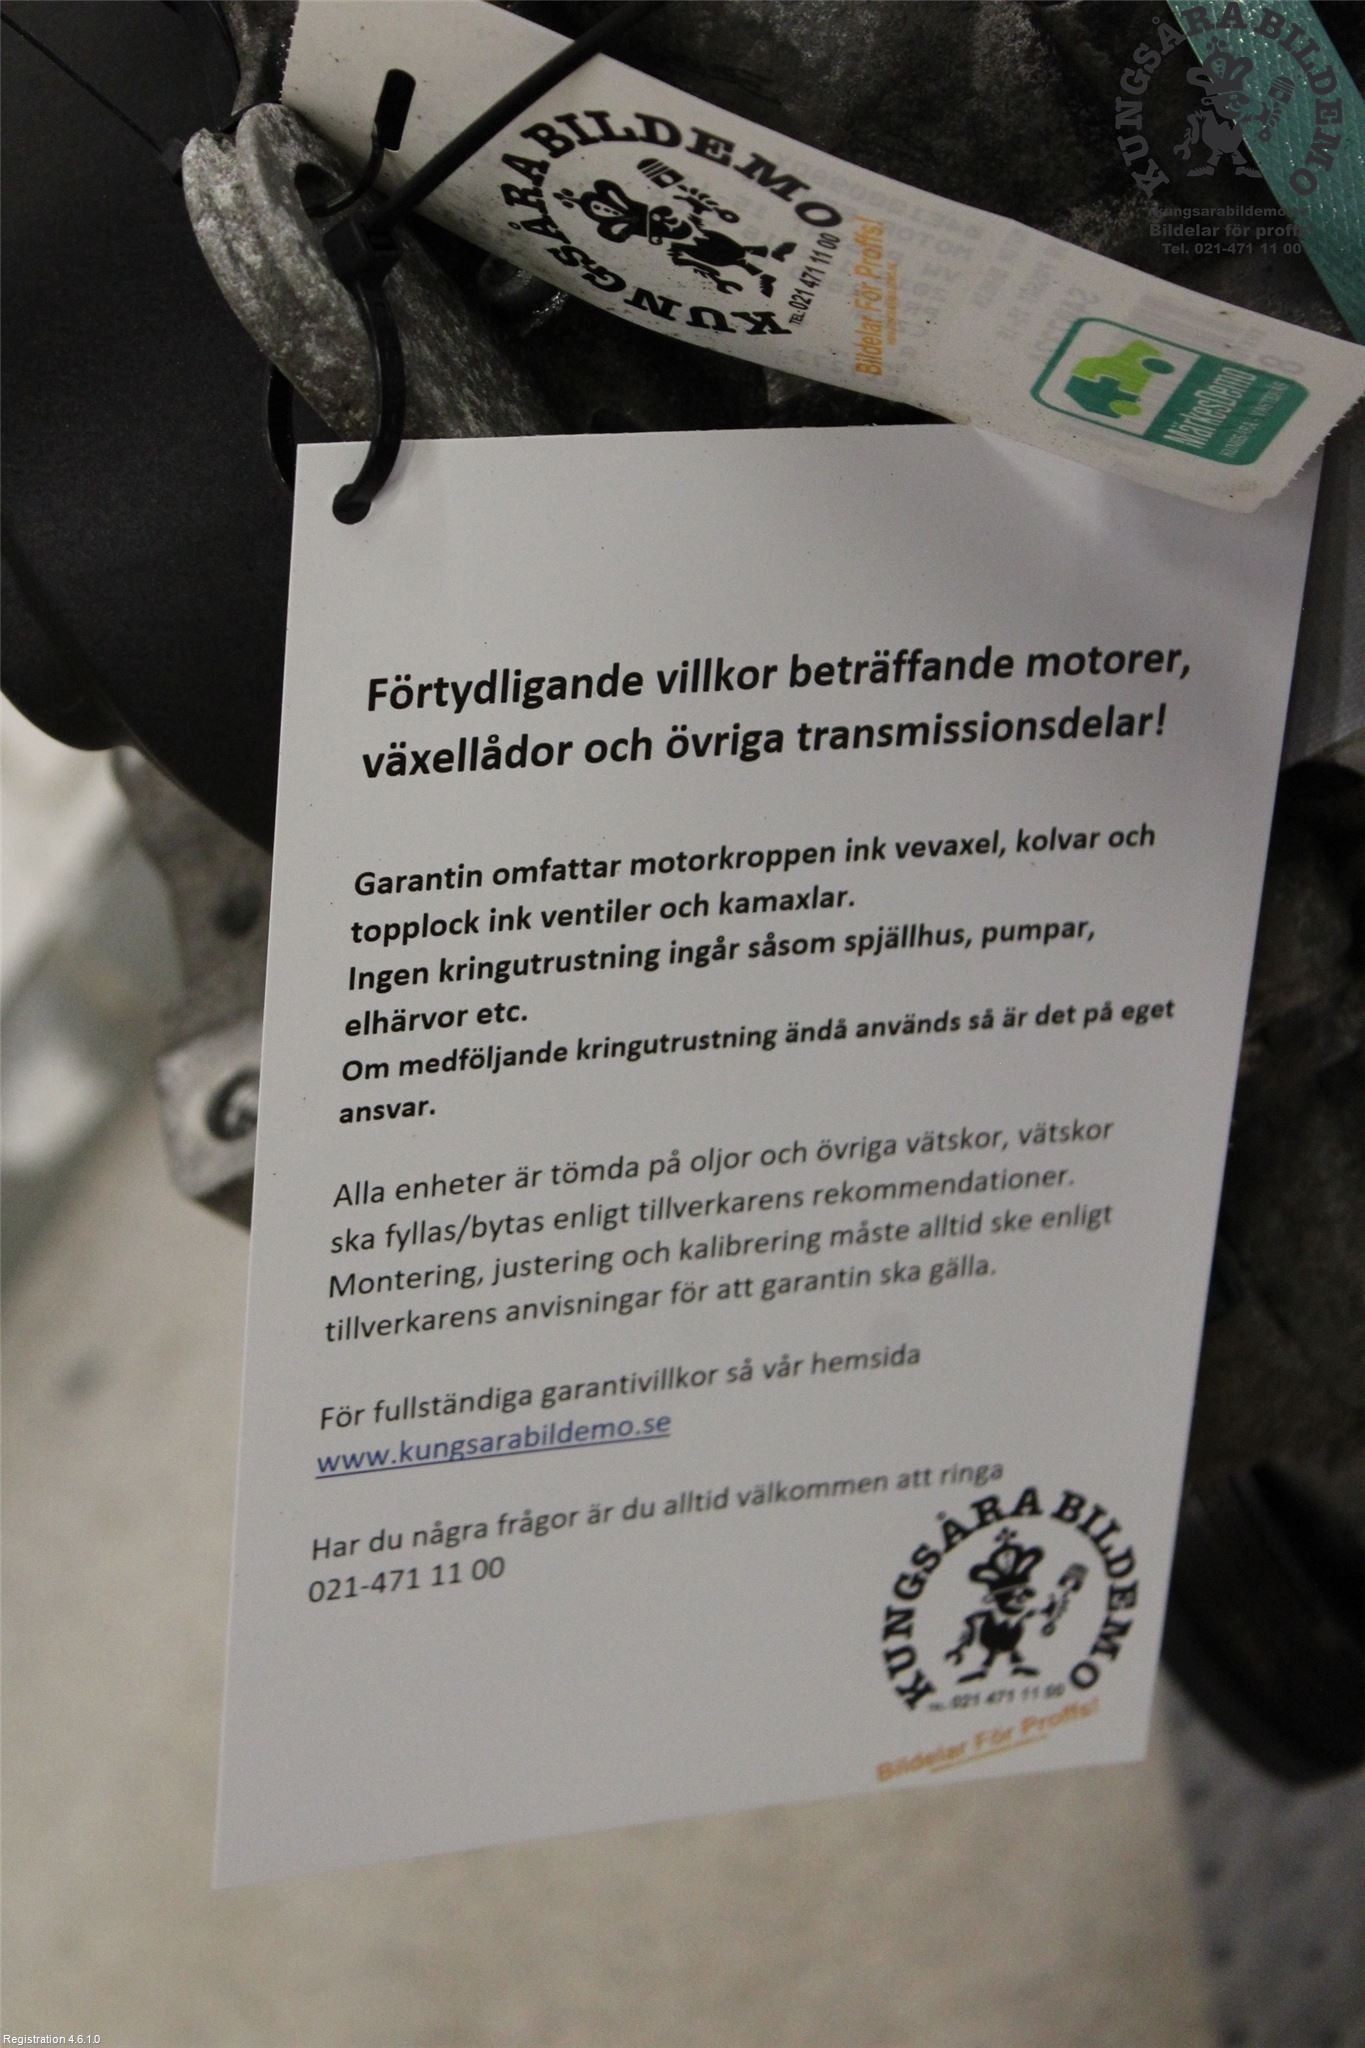 KUNGSÅRA BILDEMO
Bildelar för proffs
Tel. 021-471 11 00
KUNGSÅRA BILDEMO
TEL: 021 471 11 00
Bildelar För Proffs!
MärkesDemo
Förtydligande villkor beträffande motorer,
växellådor och övriga transmissionsdelar!
Garantin omfattar motorkroppen ink vevaxel, kolvar och
topplock ink ventiler och kamaxlar.
Ingen kringutrustning ingår såsom spjällhus, pumpar,
elhärvor etc.
Om medföljande kringutrustning ändå används så är det på eget
ansvar.
Alla enheter är tömda på oljor och övriga vätskor, vätskor
ska fyllas/bytas enligt tillverkarens rekommendationer.
Montering, justering och kalibrering måste alltid ske enligt
tillverkarens anvisningar för att garantin ska gälla.
För fullständiga garantivillkor så vår hemsida
www.kungsarabildemo.se
Har du några frågor är du alltid välkommen att ringa
021-471 11 00
KUNGSÅRA BILDEMO
TEL: 021 471 11 00
Bildelar För Proffs!
Registration 4.6.1.0